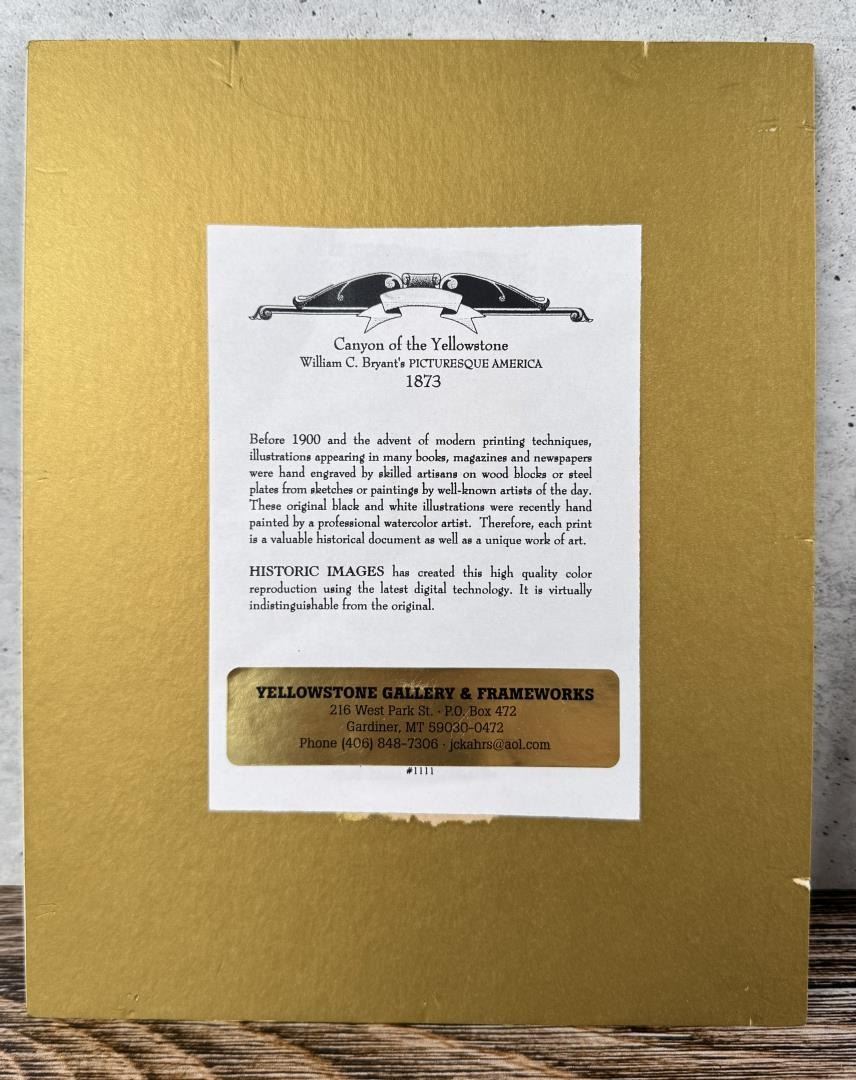 Canyon of the Yellowstone
William C. Bryant's PICTURESQUE AMERICA
1873
Before 1900 and the advent of modern printing techniques,
illustrations appearing in many books, magazines and newspapers
were hand engraved by skilled artisans on wood blocks or steel
plates from sketches or paintings by well-known artists of the day.
These original black and white illustrations were recently hand
painted by a professional watercolor artist. Therefore, each print
is a valuable historical document as well as a unique work of art.
HISTORIC IMAGES has created this high quality color
reproduction using the latest digital technology. It is virtually
indistinguishable from the original.
YELLOWSTONE GALLERY & FRAMEWORKS
216 West Park St. · P.O. Box 472
Gardiner, MT 59030-0472
Phone (406) 848-7306 · jckahrs@aol.com
#1111